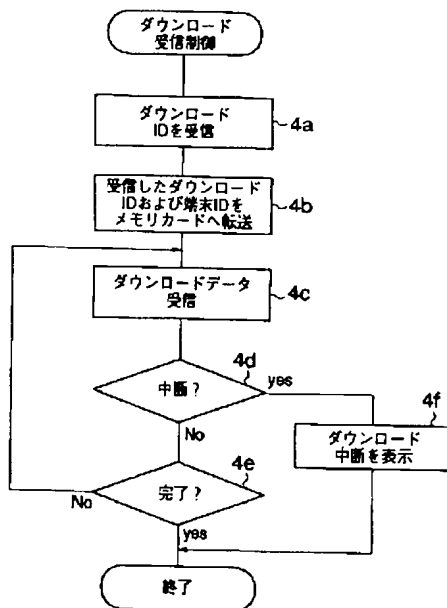 ダウンロード
受信制御
ダウンロード
IDを受信
4a
受信したダウンロード
IDおよび端末IDを
メモリカードへ転送
4b
ダウンロードデータ
受信
4c
4d
中断？
yes
No
4f
ダウンロード
中断を表示
4e
完了？
No
yes
終了